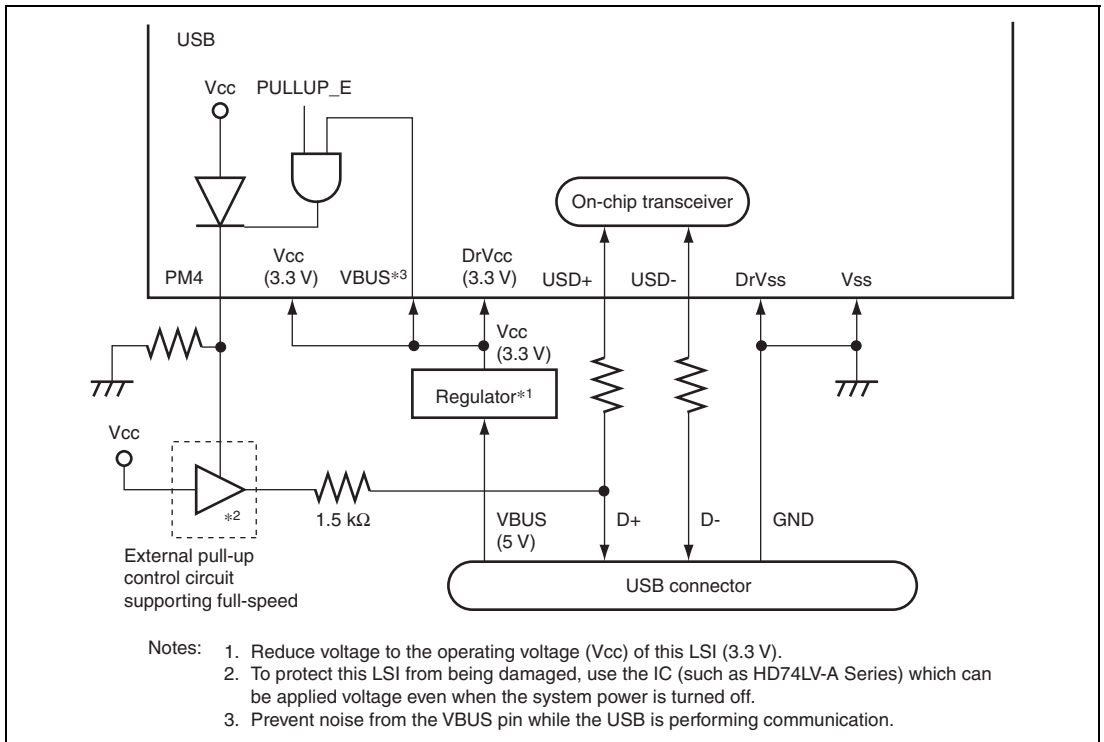 USB
Vcc PULLUP_E
On-chip transceiver
PM4
Vcc
(3.3 V)
VBUS*3
DrVcc
(3.3 V)
USD+
USD-
DrVss
Vss
Vcc
(3.3 V)
Regulator*1
Vcc
*2
1.5 kΩ
VBUS
(5 V)
D+
D-
GND
External pull-up
control circuit
supporting full-speed
USB connector
Notes: 1. Reduce voltage to the operating voltage (Vcc) of this LSI (3.3 V).
2. To protect this LSI from being damaged, use the IC (such as HD74LV-A Series) which can
be applied voltage even when the system power is turned off.
3. Prevent noise from the VBUS pin while the USB is performing communication.